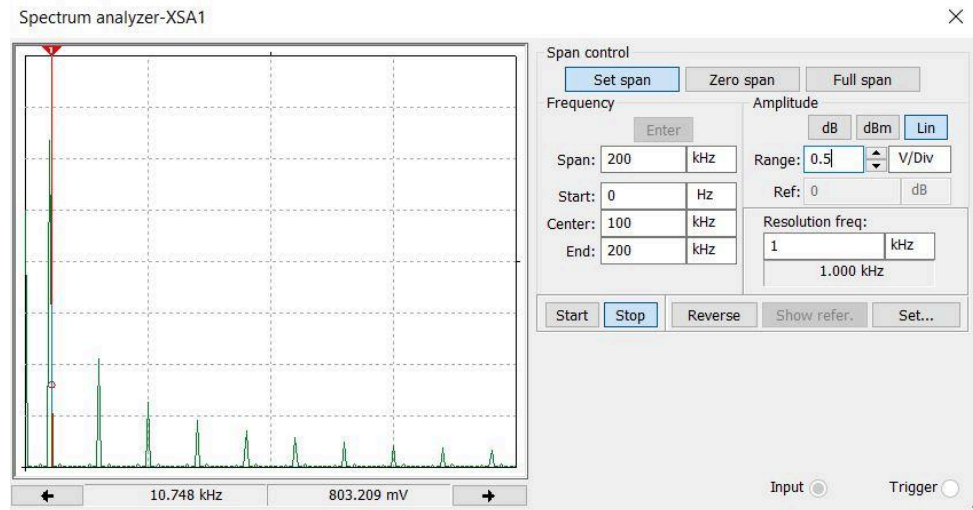 Spectrum analyzer-XSA1
1
Span control
Set span Zero span Full span
Frequency Amplitude
Enter dB dBm Lin
Span: 200 kHz Range: 0.5 V/Div
Start: 0 Hz Ref: 0 dB
Center: 100 kHz Resolution freq:
End: 200 kHz 1 kHz
1.000 kHz
Start Stop Reverse Show refer. Set...
10.748 kHz 803.209 mV Input Trigger